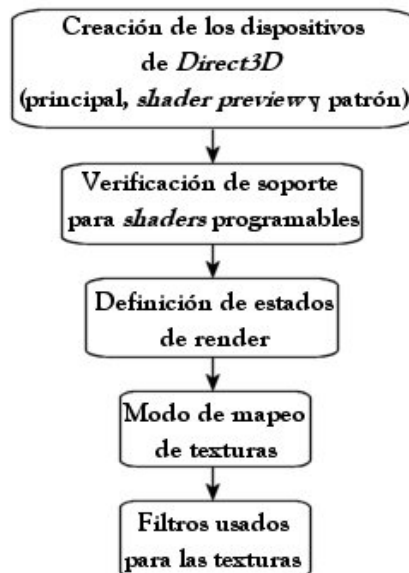 Creación de los dispositivos
de Direct3D
(principal, shader preview y patrón)
Verificación de soporte
para shaders programables
Definición de estados
de render
Modo de mapeo
de texturas
Filtros usados
para las texturas